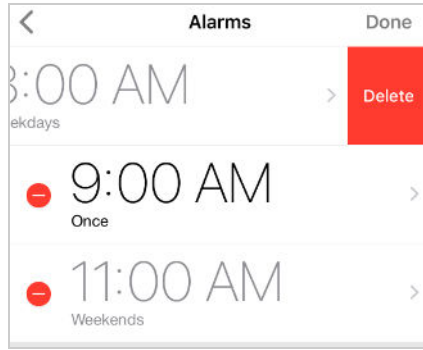 Alarms
Done
:00 AM
Delete
ekdays
9:00 AM
Once
11:00 AM
Weekends